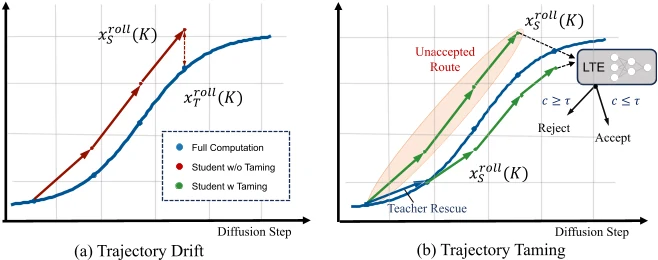 x_S^{roll}(K)
x_T^{roll}(K)
Full Computation
Student w/o Taming
Student w Taming
Diffusion Step
(a) Trajectory Drift
x_S^{roll}(K)
Unaccepted
Route
LTE
c ≥ τ
c ≤ τ
Reject
Accept
x_S^{roll}(K)
Teacher Rescue
Diffusion Step
(b) Trajectory Taming